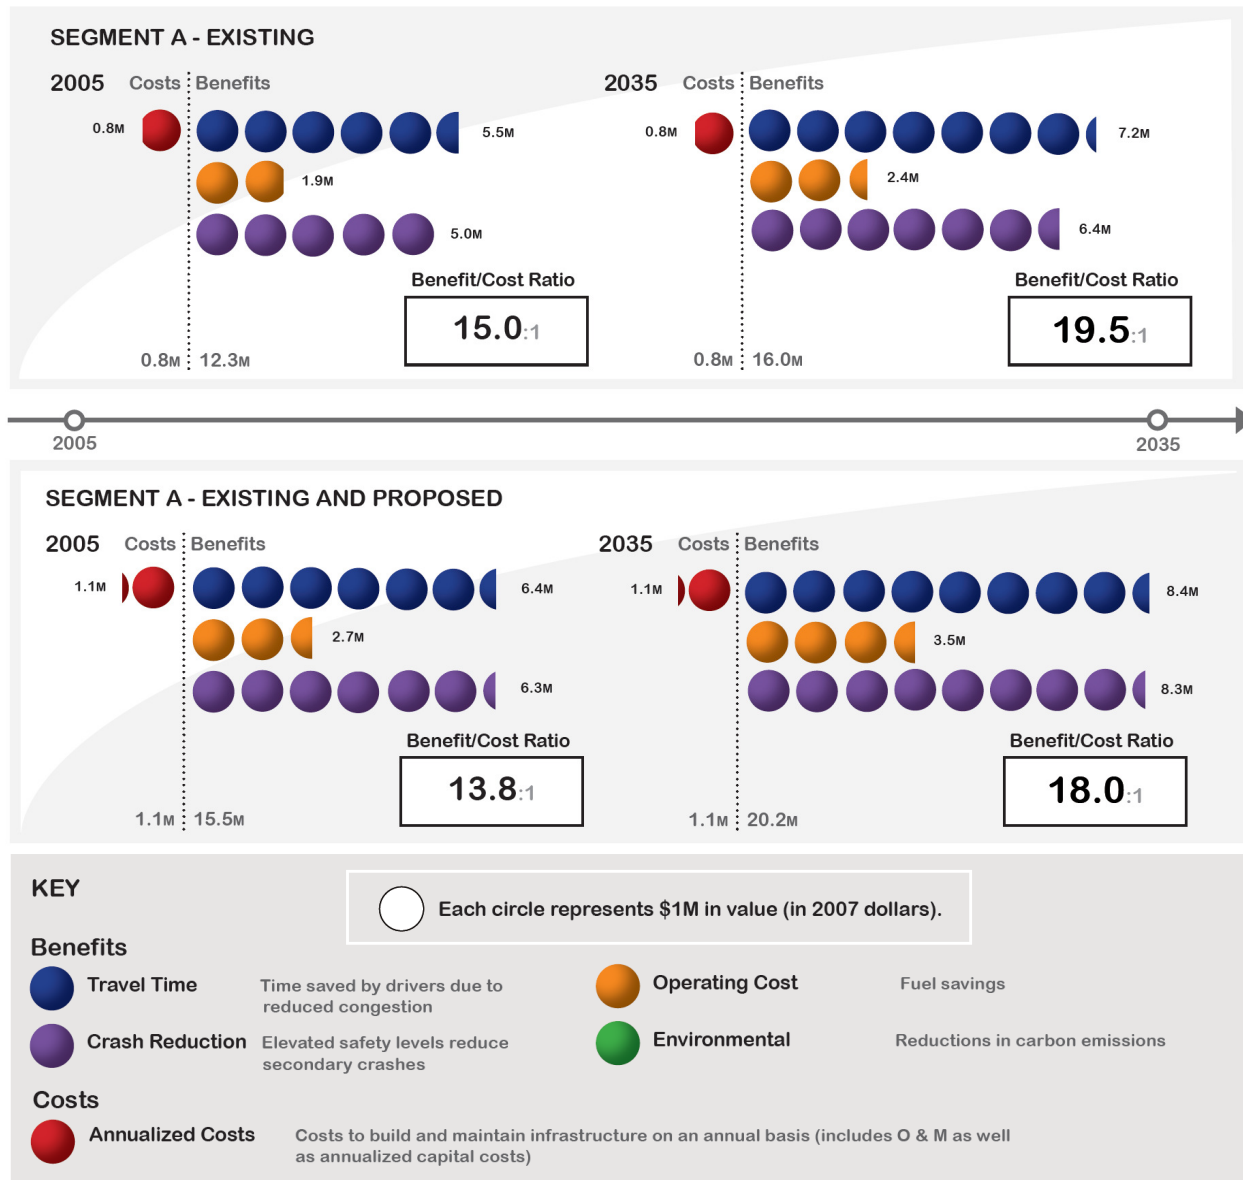 SEGMENT A - EXISTING
2005 Costs Benefits
0.8M 5.5M
1.9M
5.0M
Benefit/Cost Ratio
15.0:1
0.8M 12.3M
2035 Costs Benefits
0.8M 7.2M
2.4M
6.4M
Benefit/Cost Ratio
19.5:1
0.8M 16.0M
2005 2035
SEGMENT A - EXISTING AND PROPOSED
2005 Costs Benefits
1.1M 6.4M
2.7M
6.3M
Benefit/Cost Ratio
13.8:1
1.1M 15.5M
2035 Costs Benefits
1.1M 8.4M
3.5M
8.3M
Benefit/Cost Ratio
18.0:1
1.1M 20.2M
KEY
Each circle represents $1M in value (in 2007 dollars).
Benefits
Travel Time Time saved by drivers due to
reduced congestion
Operating Cost Fuel savings
Crash Reduction Elevated safety levels reduce
secondary crashes
Environmental Reductions in carbon emissions
Costs
Annualized Costs Costs to build and maintain infrastructure on an annual basis (includes O & M as well
as annualized capital costs)